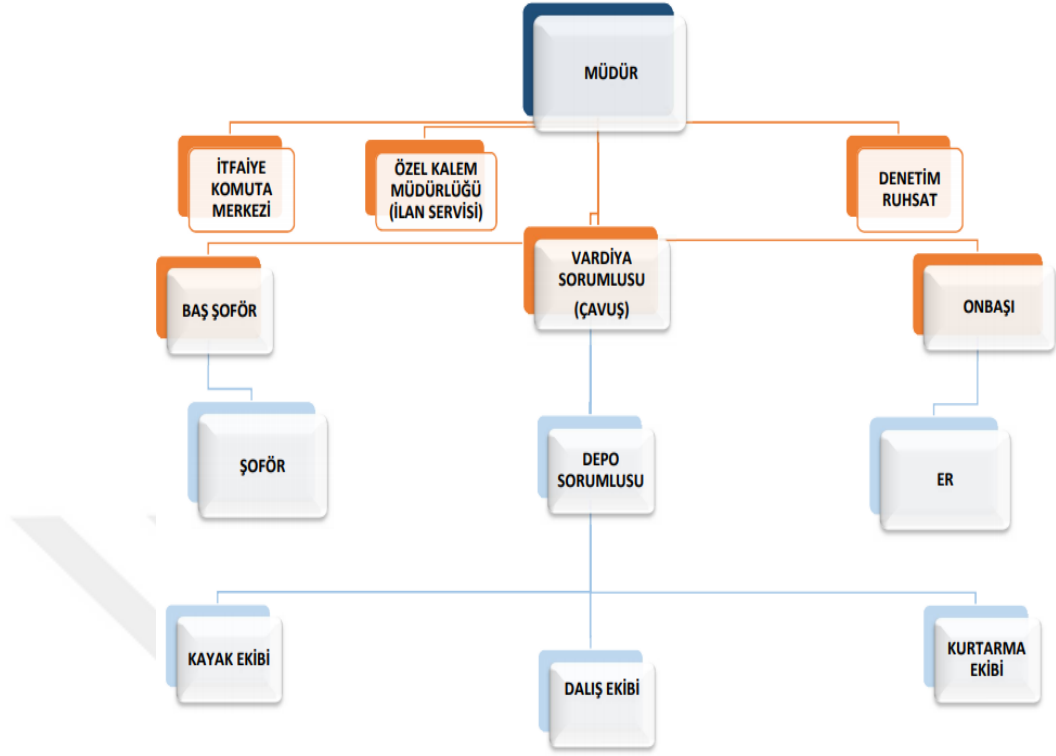 MÜDÜR
İTFAİYE
KOMUTA
MERKEZİ
ÖZEL KALEM
MÜDÜRLÜĞÜ
(İLAN SERVİSİ)
DENETİM
RUHSAT
BAŞ ŞOFÖR
VARDİYA
SORUMLUSU
(ÇAVUŞ)
ONBAŞI
ŞOFÖR
DEPO
SORUMLUSU
ER
KAYAK EKİBİ
DALIŞ EKİBİ
KURTARMA
EKİBİ